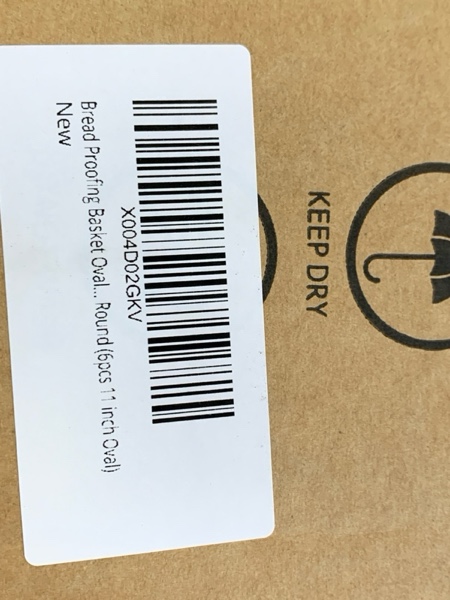 KEEP DRY
X004D02GKV
Bread Proofing Basket Oval... Round (6pcs 11 inch Oval)
New